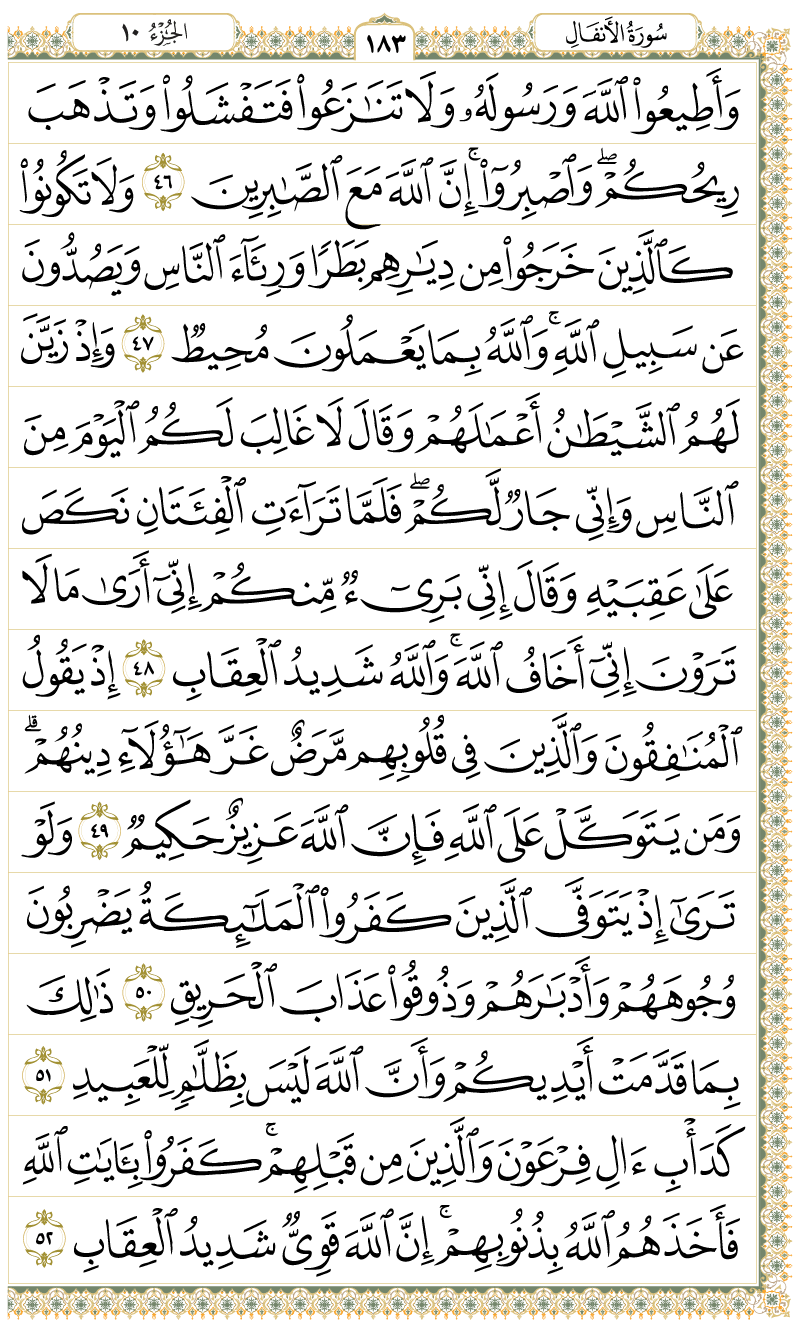 سُورَةُ الأَنفَالِ
١٨٣
الجُزْءُ ١٠
وَأَطِيعُوا۟ ٱللَّهَ وَرَسُولَهُۥ وَلَا تَنَـٰزَعُوا۟ فَتَفْشَلُوا۟ وَتَذْهَبَ
رِيحُكُمْ ۖ وَٱصْبِرُوٓا۟ ۚ إِنَّ ٱللَّهَ مَعَ ٱلصَّـٰبِرِينَ ٤٦ وَلَا تَكُونُوا۟
كَٱلَّذِينَ خَرَجُوا۟ مِن دِيَـٰرِهِم بَطَرًا وَرِئَآءَ ٱلنَّاسِ وَيَصُدُّونَ
عَن سَبِيلِ ٱللَّهِ ۚ وَٱللَّهُ بِمَا يَعْمَلُونَ مُحِيطٌ ٤٧ وَإِذْ زَيَّنَ
لَهُمُ ٱلشَّيْطَـٰنُ أَعْمَـٰلَهُمْ وَقَالَ لَا غَالِبَ لَكُمُ ٱلْيَوْمَ مِنَ
ٱلنَّاسِ وَإِنِّى جَارٌ لَّكُمْ ۖ فَلَمَّا تَرَآءَتِ ٱلْفِئَتَانِ نَكَصَ
عَلَىٰ عَقِبَيْهِ وَقَالَ إِنِّى بَرِىٓءٌ مِّنكُمْ إِنِّىٓ أَرَىٰ مَا لَا
تَرَوْنَ إِنِّىٓ أَخَافُ ٱللَّهَ ۚ وَٱللَّهُ شَدِيدُ ٱلْعِقَابِ ٤٨ إِذْ يَقُولُ
ٱلْمُنَـٰفِقُونَ وَٱلَّذِينَ فِى قُلُوبِهِم مَّرَضٌ غَرَّ هَـٰٓؤُلَآءِ دِينُهُمْ ۗ
وَمَن يَتَوَكَّلْ عَلَى ٱللَّهِ فَإِنَّ ٱللَّهَ عَزِيزٌ حَكِيمٌ ٤٩ وَلَوْ
تَرَىٰٓ إِذْ يَتَوَفَّى ٱلَّذِينَ كَفَرُوا۟ ٱلْمَلَـٰٓئِكَةُ يَضْرِبُونَ
وُجُوهَهُمْ وَأَدْبَـٰرَهُمْ وَذُوقُوا۟ عَذَابَ ٱلْحَرِيقِ ٥٠ ذَٰلِكَ
بِمَا قَدَّمَتْ أَيْدِيكُمْ وَأَنَّ ٱللَّهَ لَيْسَ بِظَلَّـٰمٍ لِّلْعَبِيدِ ٥١
كَدَأْبِ ءَالِ فِرْعَوْنَ وَٱلَّذِينَ مِن قَبْلِهِمْ ۚ كَفَرُوا۟ بِـَٔايَـٰتِ ٱللَّهِ
فَأَخَذَهُمُ ٱللَّهُ بِذُنُوبِهِمْ ۚ إِنَّ ٱللَّهَ قَوِىٌّ شَدِيدُ ٱلْعِقَابِ ٥٢